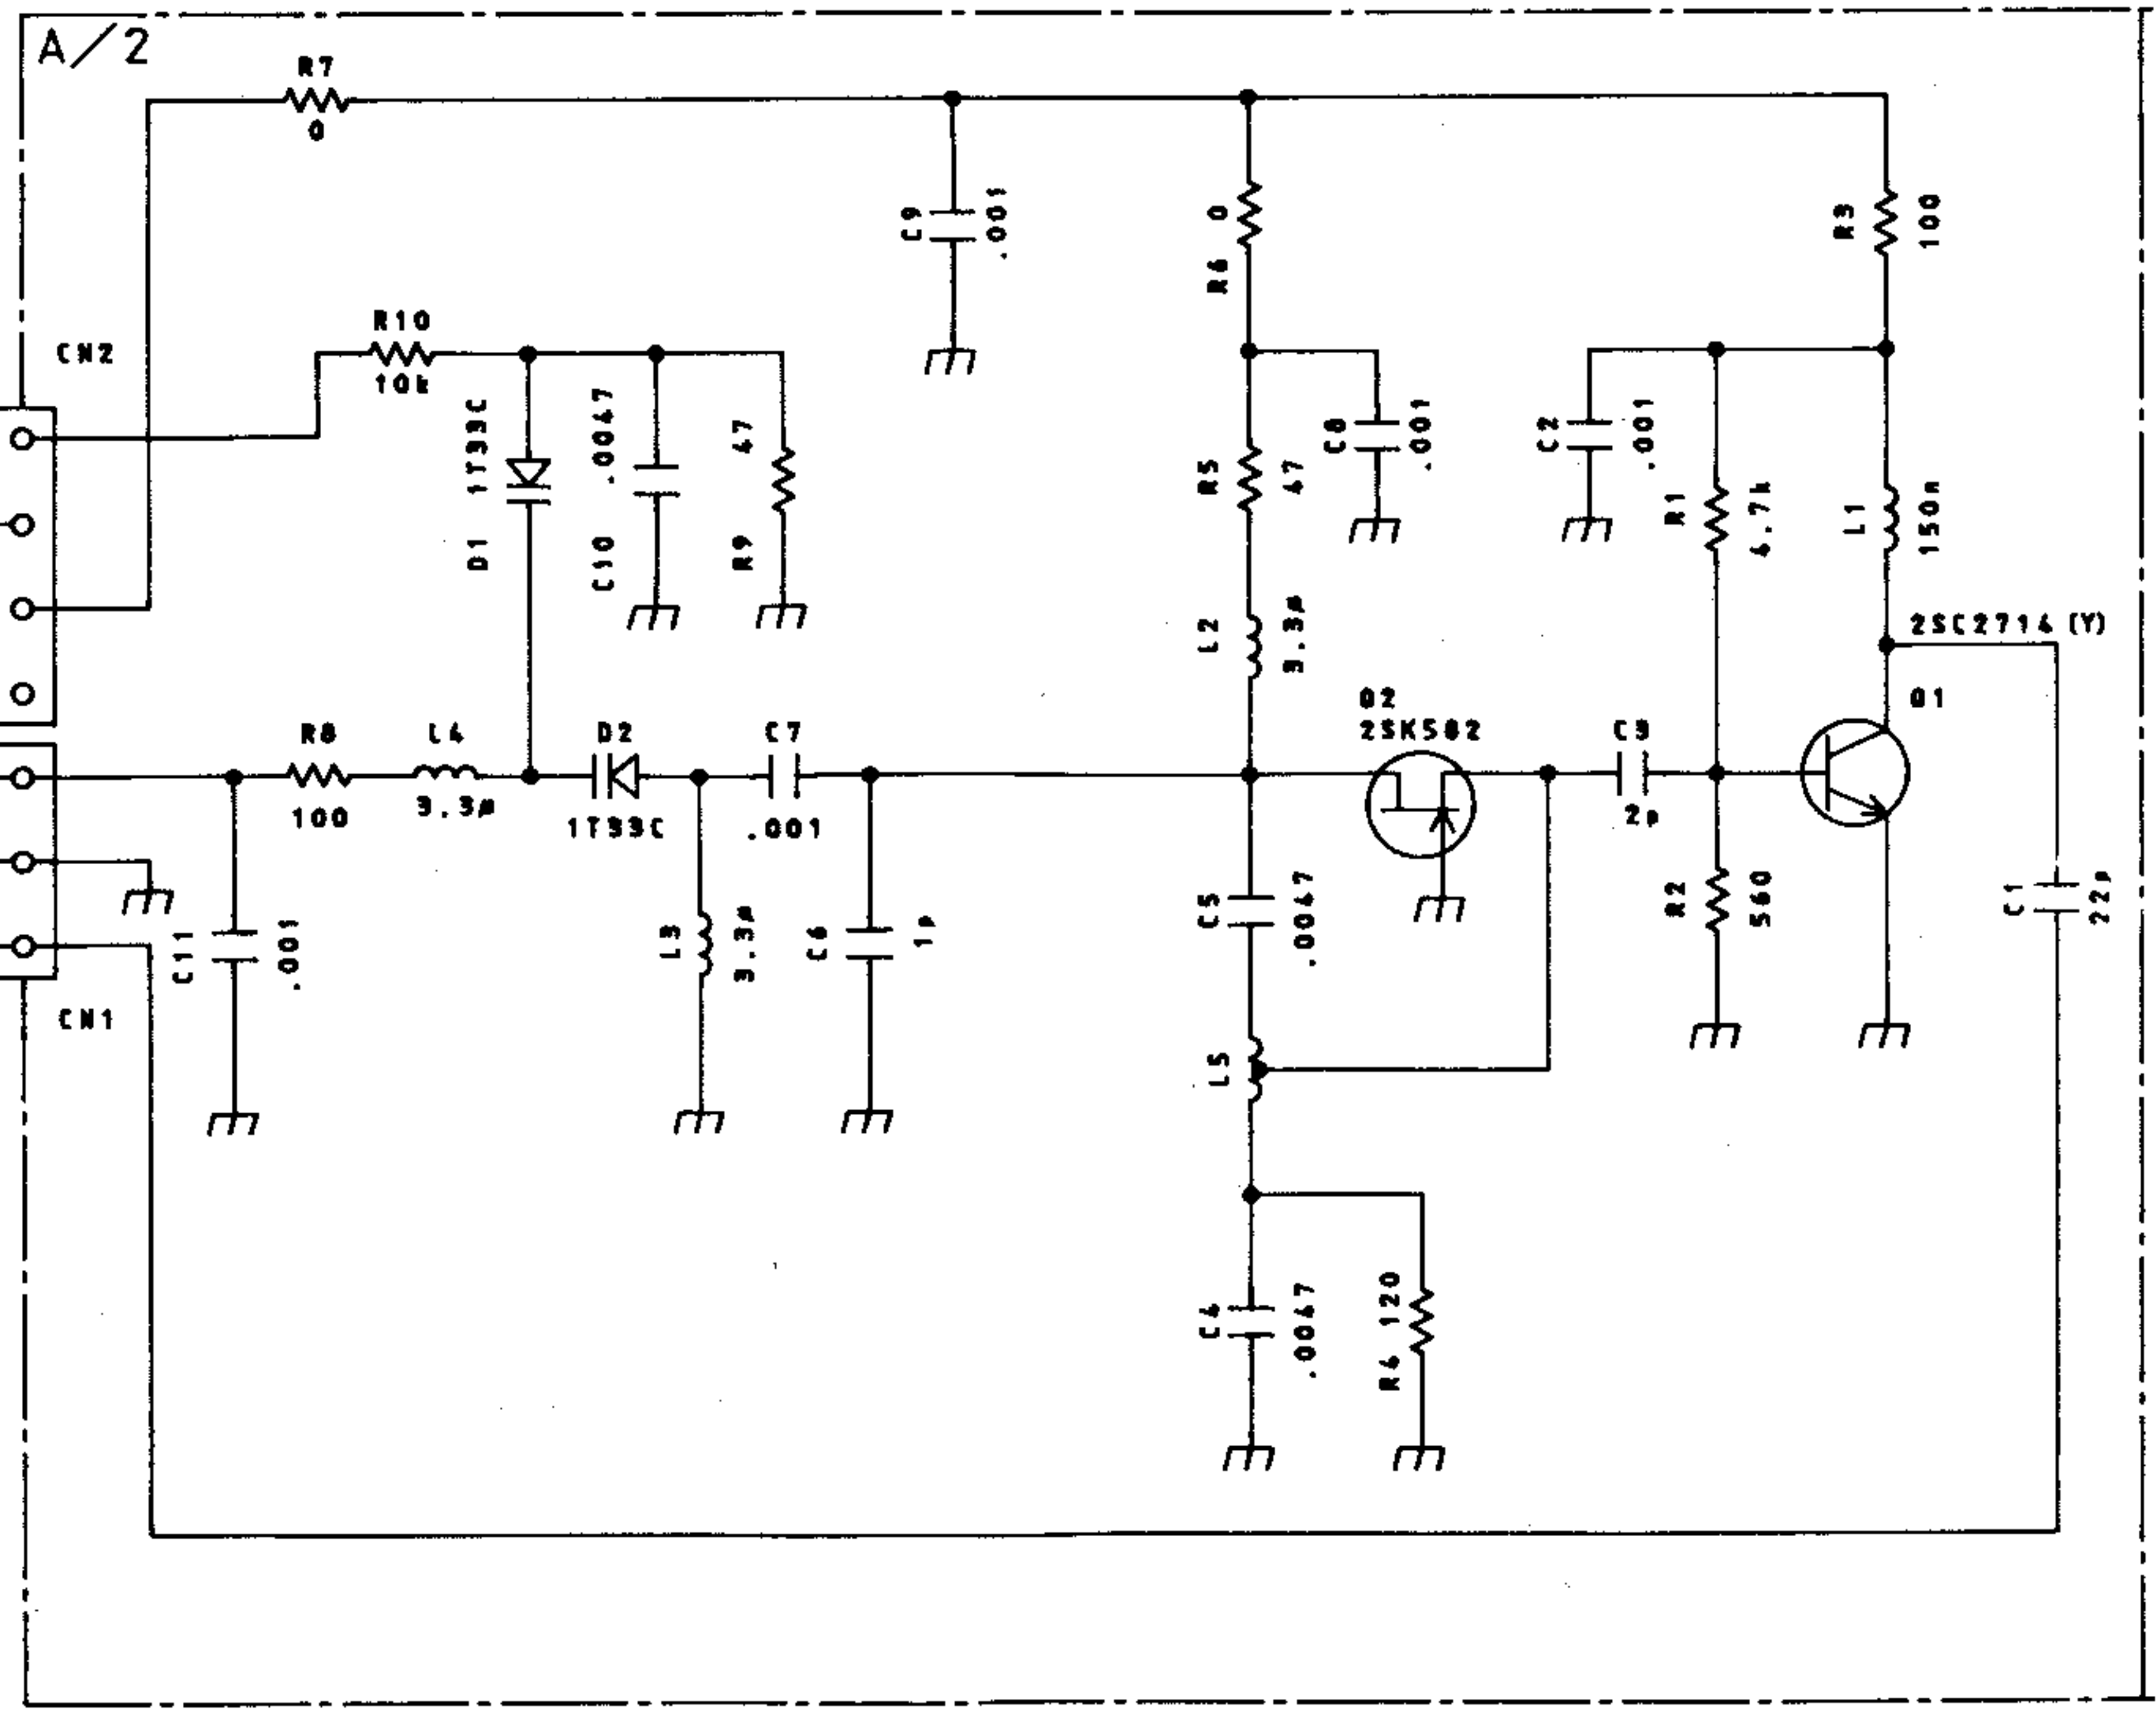 A/2
R7
0
C9
.001
R6
0
R3
100
CN2
R10
10k
D1
1T33C
C10
.0047
R9
47
R5
47
C8
.001
C2
.001
R1
4.7k
L1
150n
L2
3.3μ
2SC2714(Y)
Q1
Q2
2SK502
R8
100
L4
3.3μ
D2
1T33C
C7
.001
C3
2p
C11
.001
CN1
L3
3.3μ
C6
1p
C5
.0047
R2
560
C1
22p
L5
C4
.0047
R4
120